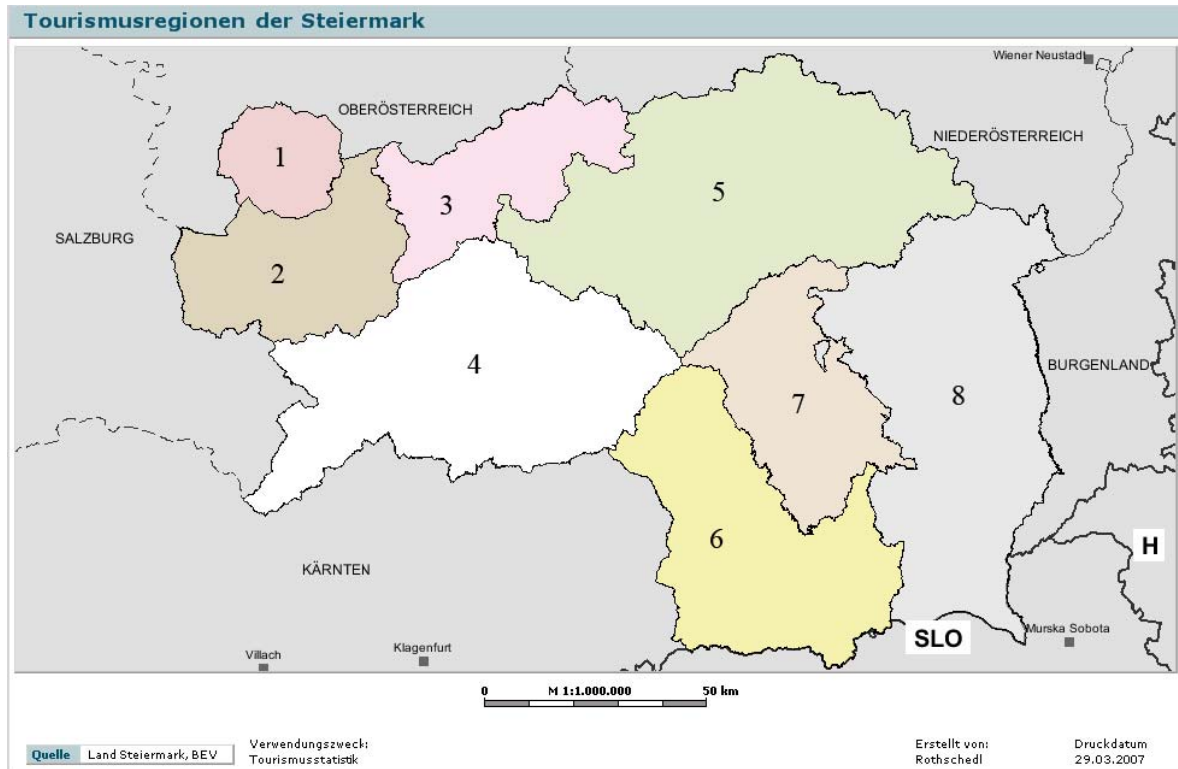 Tourismusregionen der Steiermark
Wiener Neustadt
OBERÖSTERREICH
NIEDERÖSTERREICH
1
5
3
SALZBURG
2
4
BURGENLAND
8
7
6
H
KÄRNTEN
SLO
Murska Sobota
Klagenfurt
Villach
0 M 1:1.000.000 50 km
Quelle Land Steiermark, BEV
Verwendungszweck:
Tourismusstatistik
Erstellt von:
Rothschedl
Druckdatum
29.03.2007